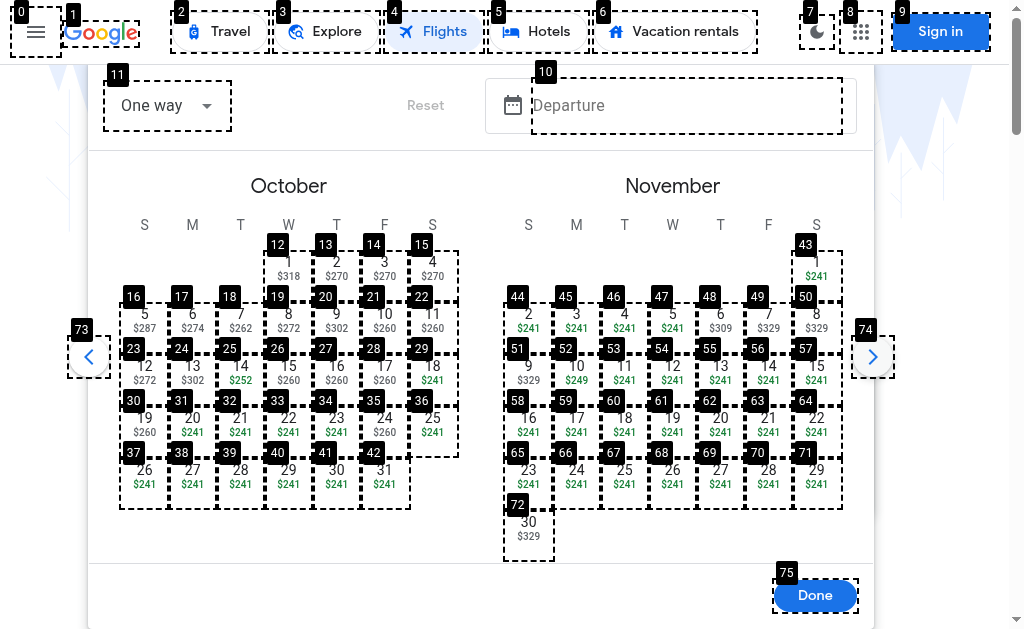 Google
Travel
Explore
Flights
Hotels
Vacation rentals
Sign in
0 1 2 3 4 5 6 7 8 9
10 11
One way
Reset
Departure
October
S M T W T F S
12 13 14 15
1 2 3 4
$318 $270 $270 $270
16 17 18 19 20 21 22
5 6 7 8 9 10 11
$287 $274 $262 $272 $302 $260 $260
23 24 25 26 27 28 29
12 13 14 15 16 17 18
$272 $302 $252 $260 $260 $260 $241
30 31 32 33 34 35 36
19 20 21 22 23 24 25
$260 $241 $241 $241 $241 $260 $241
37 38 39 40 41 42
26 27 28 29 30 31
$241 $241 $241 $241 $241 $241
November
S M T W T F S
43
1
$241
44 45 46 47 48 49 50
2 3 4 5 6 7 8
$241 $241 $241 $241 $309 $329 $329
51 52 53 54 55 56 57
9 10 11 12 13 14 15
$329 $249 $241 $241 $241 $241 $241
58 59 60 61 62 63 64
16 17 18 19 20 21 22
$241 $241 $241 $241 $241 $241 $241
65 66 67 68 69 70 71
23 24 25 26 27 28 29
$241 $241 $241 $241 $241 $241 $241
72
30
$329
73 74
75
Done